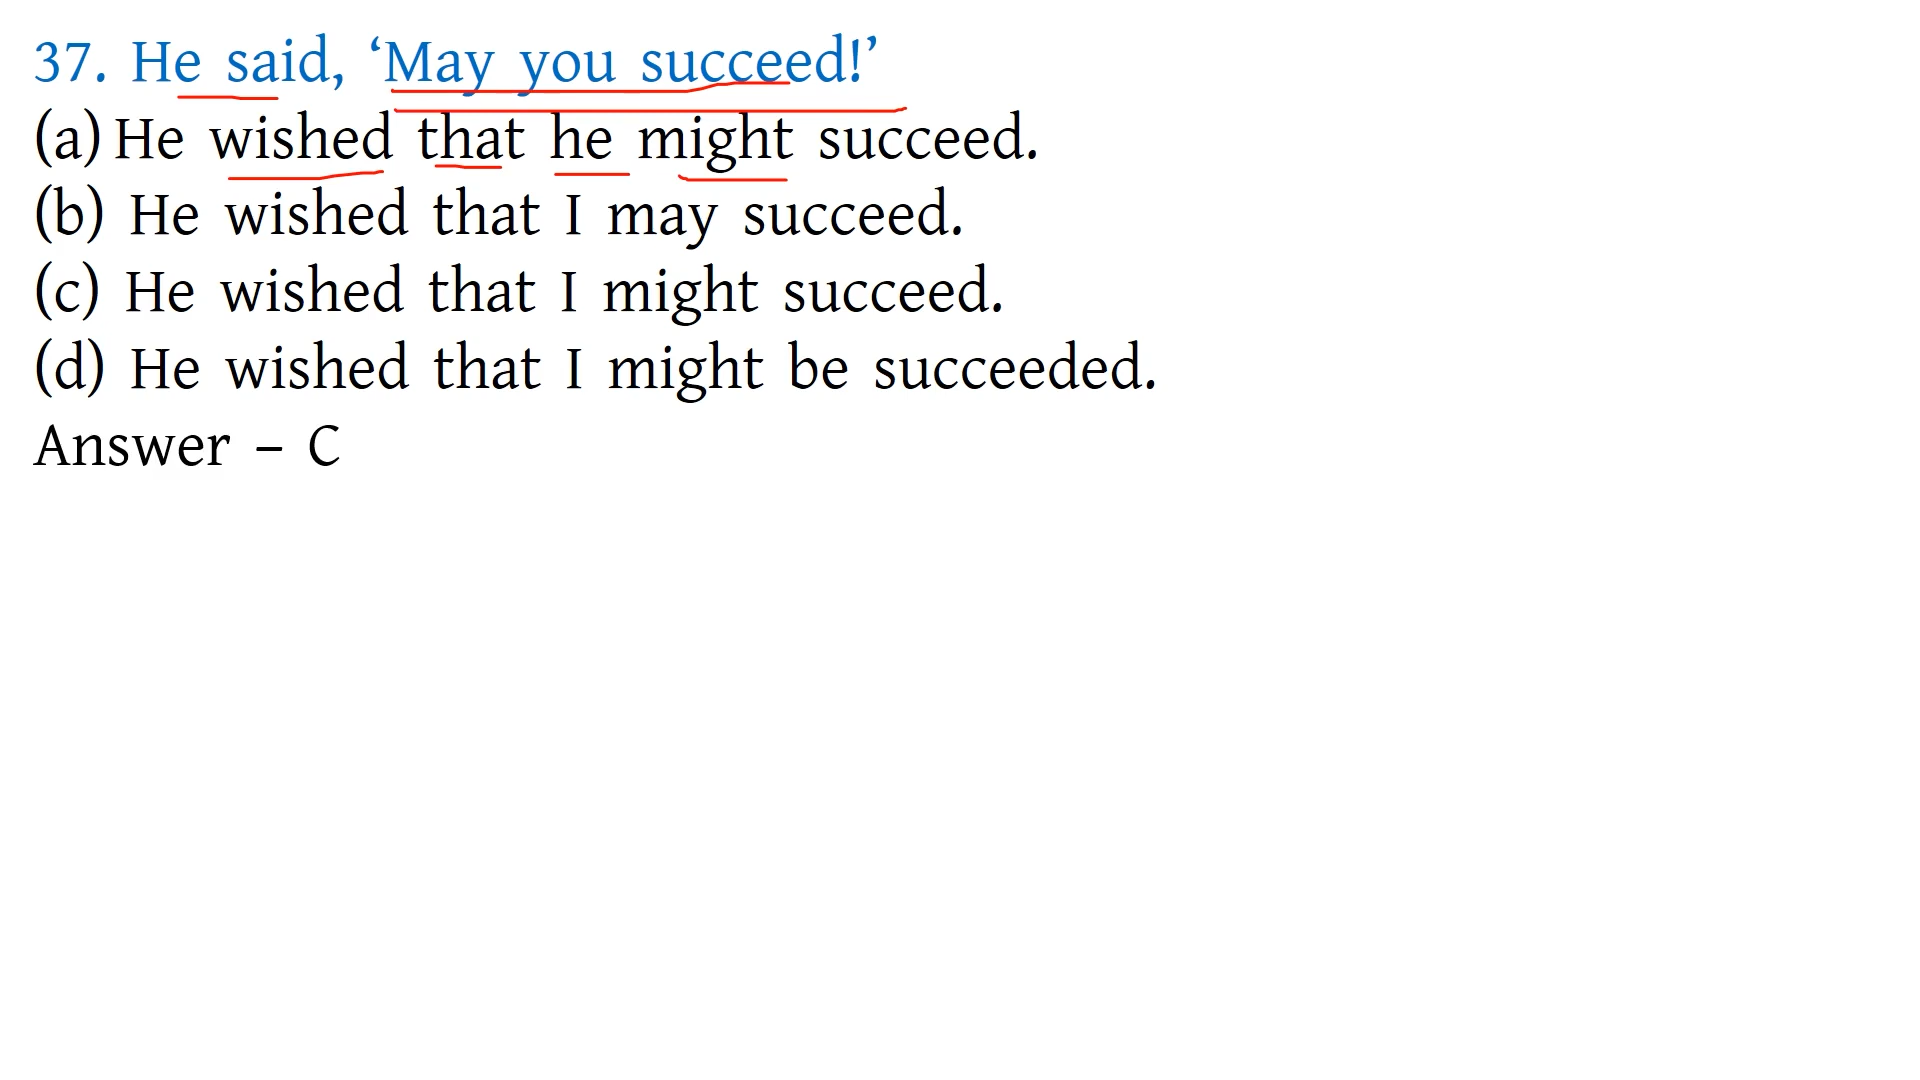 37. He said, ‘May you succeed!’
(a) He wished that he might succeed.
(b) He wished that I may succeed.
(c) He wished that I might succeed.
(d) He wished that I might be succeeded.
Answer – C